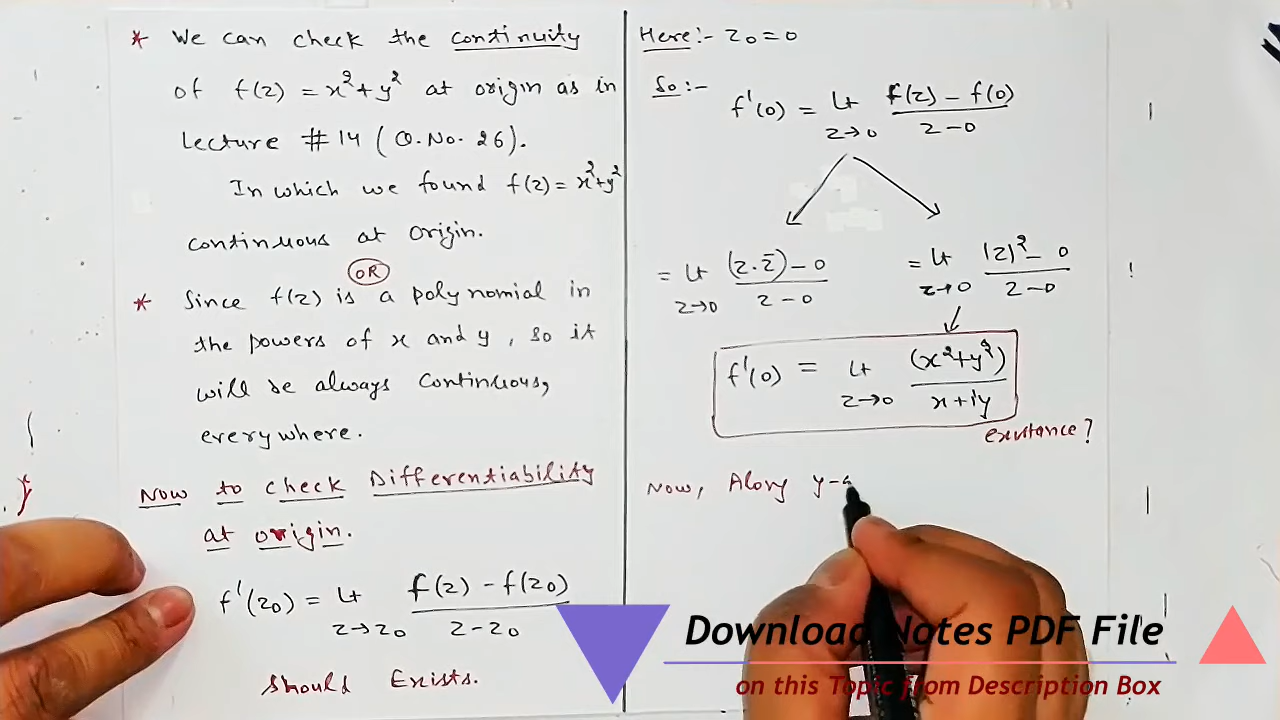 * We can check the continuity
of f(z) = x²+y² at origin as in
Lecture #14 (Q.No. 26).
In which we found f(z) = x²+y²
continuous at origin.
OR
* Since f(z) is a polynomial in
the powers of x and y, so it
will be always continuous,
everywhere.
Now to check Differentiability
at origin.
f'(z₀) = Lt f(z) - f(z₀)
z→z₀ z-z₀
should Exists.
Here:- z₀=0
So:-
f'(0) = Lt f(z) - f(0)
z→0 z-0
= Lt (z.z̄)-0
z→0 z-0
= Lt |z|²-0
z→0 z-0
f'(0) = Lt (x²+y²)
z→0 x+iy
existance?
Now, Along y-a
Download Notes PDF File
on this Topic from Description Box